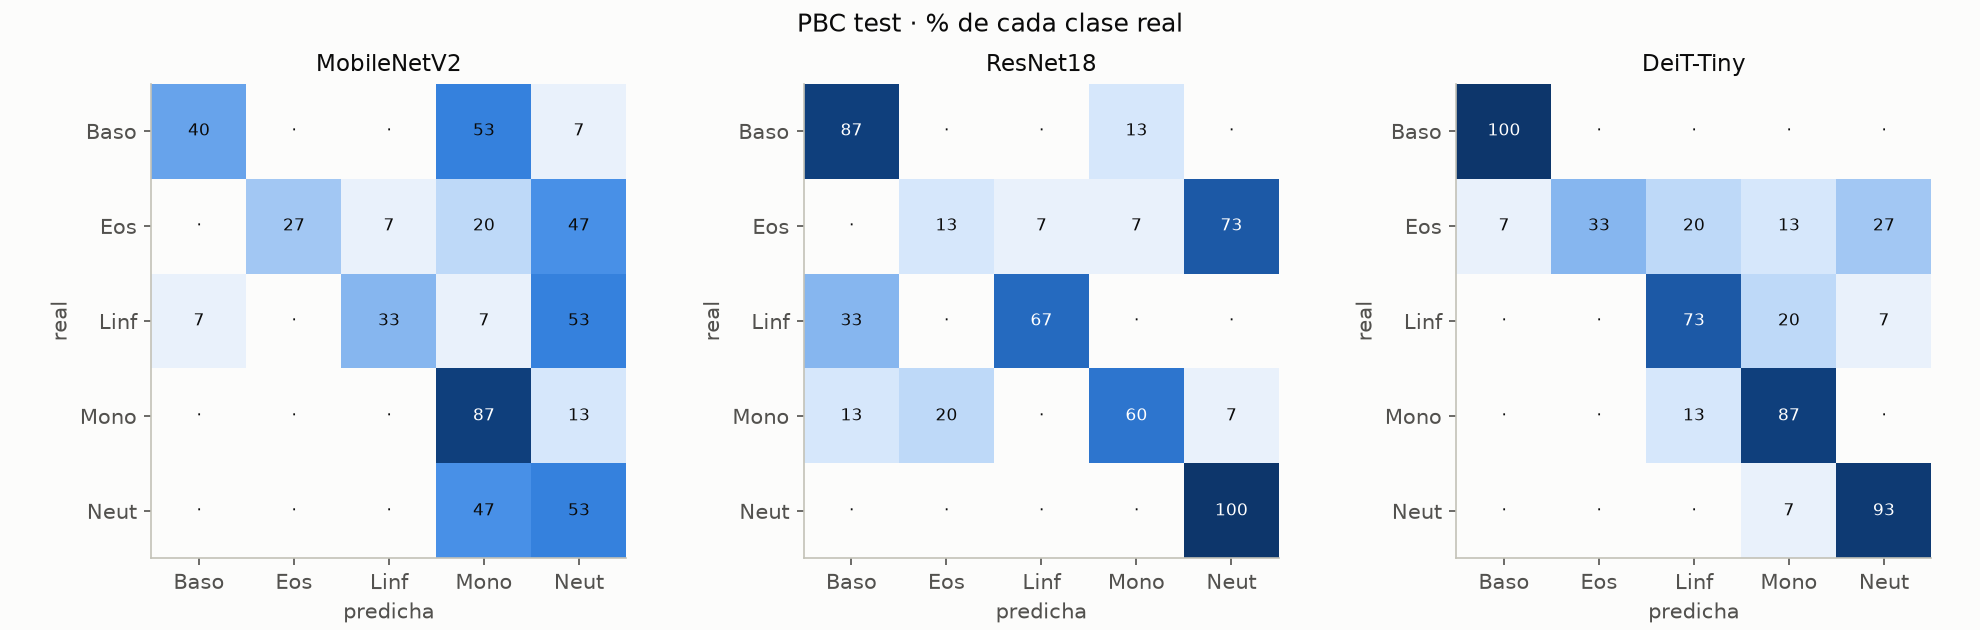 PBC test · % de cada clase real
MobileNetV2
real
Baso 40 · · 53 7
Eos · 27 7 20 47
Linf 7 · 33 7 53
Mono · · · 87 13
Neut · · · 47 53
Baso Eos Linf Mono Neut
predicha
ResNet18
real
Baso 87 · · 13 ·
Eos · 13 7 7 73
Linf 33 · 67 · ·
Mono 13 20 · 60 7
Neut · · · · 100
Baso Eos Linf Mono Neut
predicha
DeiT-Tiny
real
Baso 100 · · · ·
Eos 7 33 20 13 27
Linf · · 73 20 7
Mono · · 13 87 ·
Neut · · · 7 93
Baso Eos Linf Mono Neut
predicha